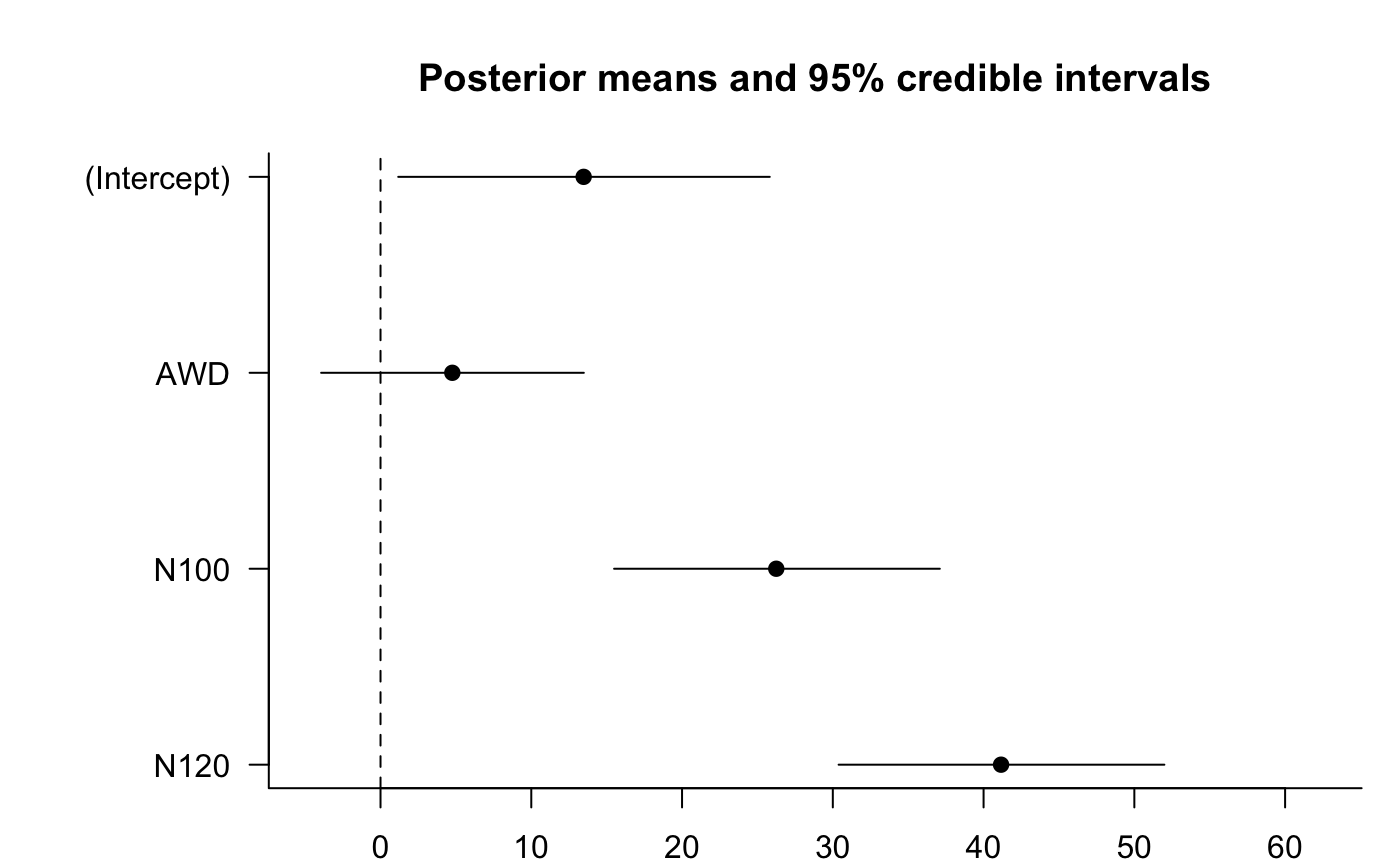 Posterior means and 95% credible intervals
(Intercept)
AWD
N100
N120
0 10 20 30 40 50 60